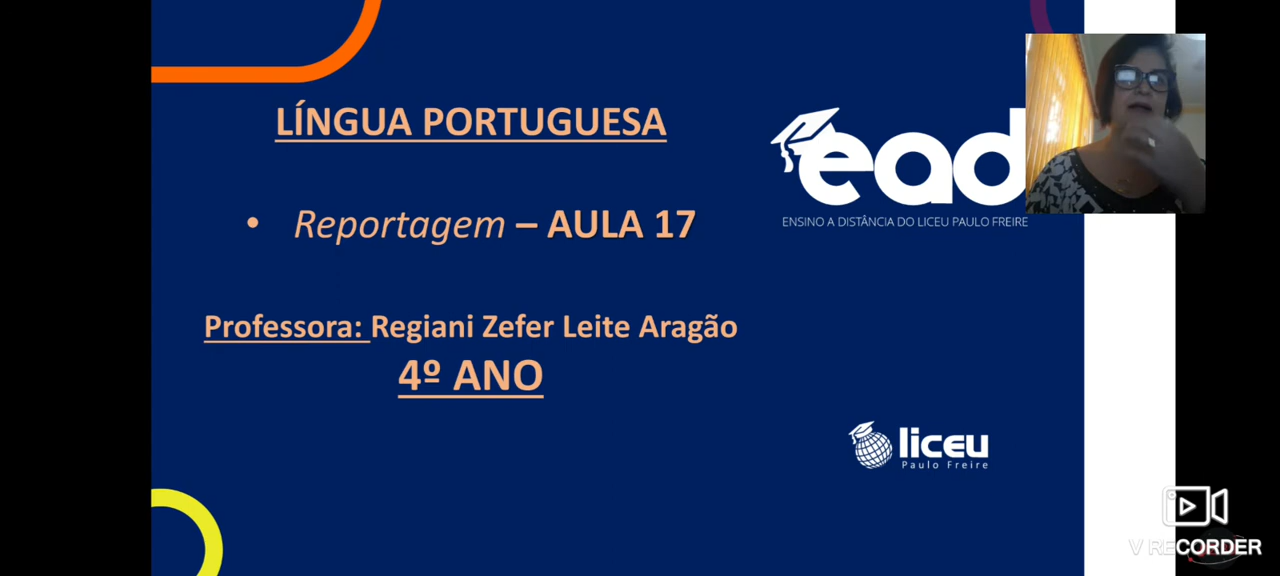 LÍNGUA PORTUGUESA
• Reportagem – AULA 17
Professora: Regiani Zefer Leite Aragão
4º ANO
ead
ENSINO A DISTÂNCIA DO LICEU PAULO FREIRE
liceu
Paulo Freire
V RECORDER